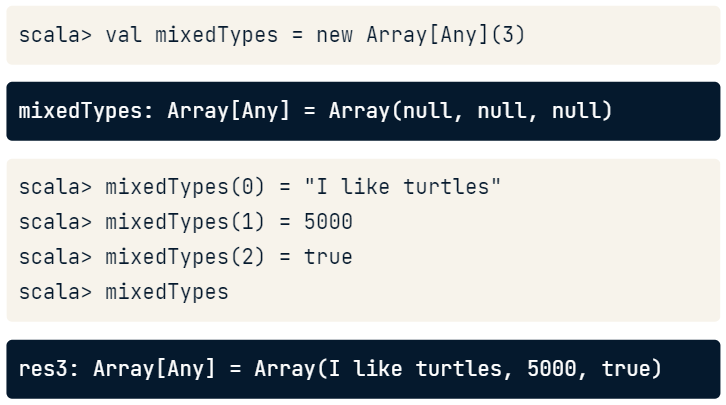 scala> val mixedTypes = new Array[Any](3)
mixedTypes: Array[Any] = Array(null, null, null)
scala> mixedTypes(0) = "I like turtles"
scala> mixedTypes(1) = 5000
scala> mixedTypes(2) = true
scala> mixedTypes
res3: Array[Any] = Array(I like turtles, 5000, true)